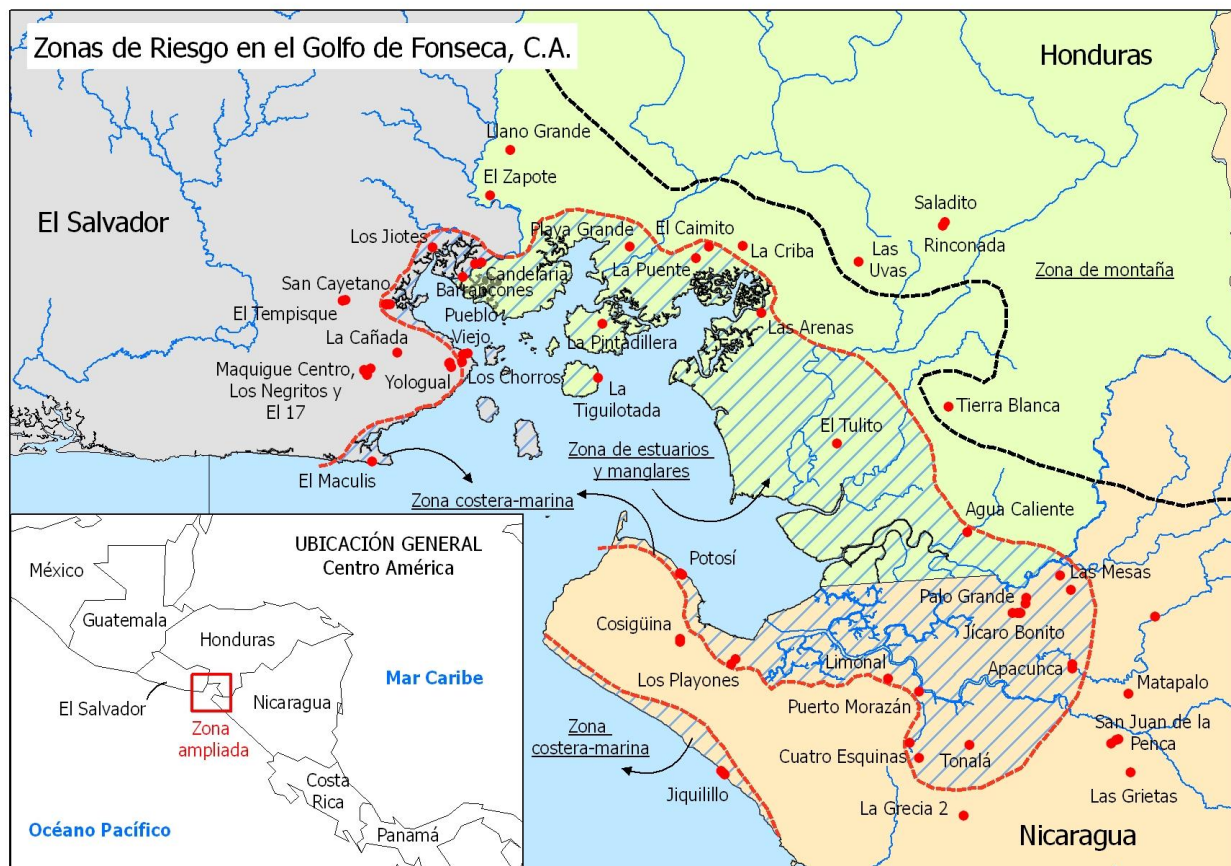 Zonas de Riesgo en el Golfo de Fonseca, C.A.
Honduras
Llano Grande
El Zapote
El Salvador
Saladito
Rinconada
Los Jiotes
Playa Grande
El Caimito
La Criba
Las
Uvas
Zona de montaña
La Puente
Candelaria
Barrancones
San Cayetano
El Tempisque
Pueblo
Viejo
La Pintadillera
Las Arenas
La Cañada
Maquigue Centro,
Los Negritos y
El 17
Yologual
Los Chorros
La
Tiguilotada
Tierra Blanca
El Tulito
Zona de estuarios
y manglares
El Maculis
Zona costera-marina
Agua Caliente
Potosí
Las Mesas
Palo Grande
Jícaro Bonito
Cosigüina
Los Playones
Limonal
Apacunca
Matapalo
Puerto Morazán
San Juan de la
Penca
Zona
costera-marina
Cuatro Esquinas
Tonalá
Jiquilillo
Las Grietas
La Grecia 2
Nicaragua
UBICACIÓN GENERAL
Centro América
México
Guatemala
Honduras
Mar Caribe
El Salvador
Nicaragua
Zona
ampliada
Costa
Rica
Océano Pacífico
Panamá